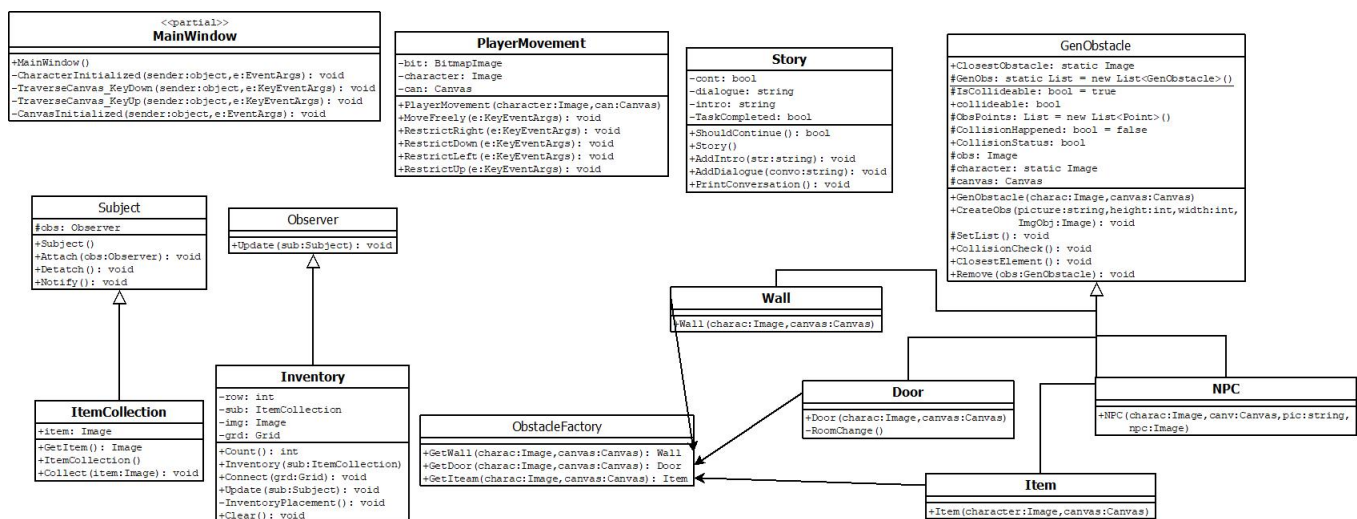 <<partial>>
MainWindow
+MainWindow()
-CharacterInitialized(sender:object,e:EventArgs): void
-TraverseCanvas_KeyDown(sender:object,e:KeyEventArgs): void
-TraverseCanvas_KeyUp(sender:object,e:KeyEventArgs): void
-CanvasInitialized(sender:object,e:EventArgs): void
PlayerMovement
-bit: BitmapImage
-character: Image
-can: Canvas
+PlayerMovement(character:Image,can:Canvas)
+MoveFreely(e:KeyEventArgs): void
+RestrictRight(e:KeyEventArgs): void
+RestrictDown(e:KeyEventArgs): void
+RestrictLeft(e:KeyEventArgs): void
+RestrictUp(e:KeyEventArgs): void
Story
-cont: bool
-dialogue: string
-intro: string
-TaskCompleted: bool
+ShouldContinue(): bool
+Story()
+AddIntro(str:string): void
+AddDialogue(convo:string): void
+PrintConversation(): void
GenObstacle
+ClosestObstacle: static Image
#GenObs: static List = new List<GenObstacle>()
#IsCollideable: bool = true
+collideable: bool
#ObsPoints: List = new List<Point>()
#CollisionHappened: bool = false
+CollisionStatus: bool
#obs: Image
#character: static Image
#canvas: Canvas
+GenObstacle(charac:Image,canvas:Canvas)
+CreateObs(picture:string,height:int,width:int,
ImgObj:Image): void
#SetList(): void
+CollisionCheck(): void
+ClosestElement(): void
+Remove(obs:GenObstacle): void
Subject
#obs: Observer
+Subject()
+Attach(obs:Observer): void
+Detatch(): void
+Notify(): void
Observer
+Update(sub:Subject): void
Wall
+Wall(charac:Image,canvas:Canvas)
ItemCollection
+item: Image
+GetItem(): Image
+ItemCollection()
+Collect(item:Image): void
Inventory
-row: int
-sub: ItemCollection
-img: Image
-grd: Grid
+Count(): int
+Inventory(sub:ItemCollection)
+Connect(grd:Grid): void
+Update(sub:Subject): void
-InventoryPlacement(): void
+Clear(): void
ObstacleFactory
+GetWall(charac:Image,canvas:Canvas): Wall
+GetDoor(charac:Image,canvas:Canvas): Door
+GetIteam(charac:Image,canvas:Canvas): Item
Door
+Door(charac:Image,canvas:Canvas)
-RoomChange()
NPC
+NPC(charac:Image,canv:Canvas,pic:string,
npc:Image)
Item
+Item(character:Image,canvas:Canvas)